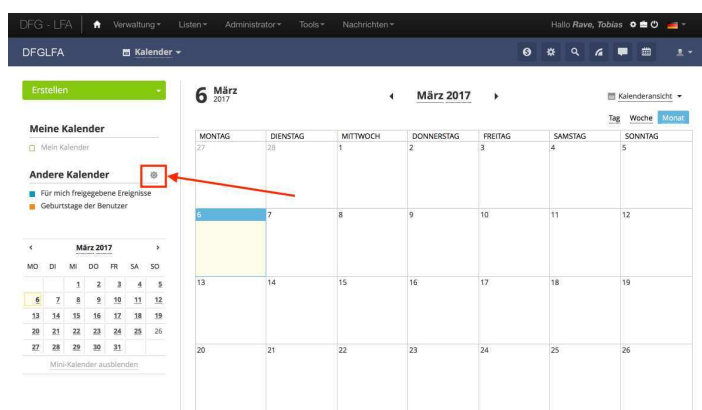 DFG - LFA Verwaltung Listen Administrator Tools Nachrichten Hallo Rave, Tobias
DFGLFA Kalender
Erstellen
Meine Kalender
Mein Kalender
Andere Kalender
Für mich freigegebene Ereignisse
Geburtstage der Benutzer
‹ März 2017 ›
MO DI MI DO FR SA SO
1 2 3 4 5
6 7 8 9 10 11 12
13 14 15 16 17 18 19
20 21 22 23 24 25 26
27 28 29 30 31
Mini-Kalender ausblenden
6 März
2017
März 2017
Kalenderansicht
Tag Woche Monat
MONTAG DIENSTAG MITTWOCH DONNERSTAG FREITAG SAMSTAG SONNTAG
27 28 1 2 3 4 5
6 7 8 9 10 11 12
13 14 15 16 17 18 19
20 21 22 23 24 25 26